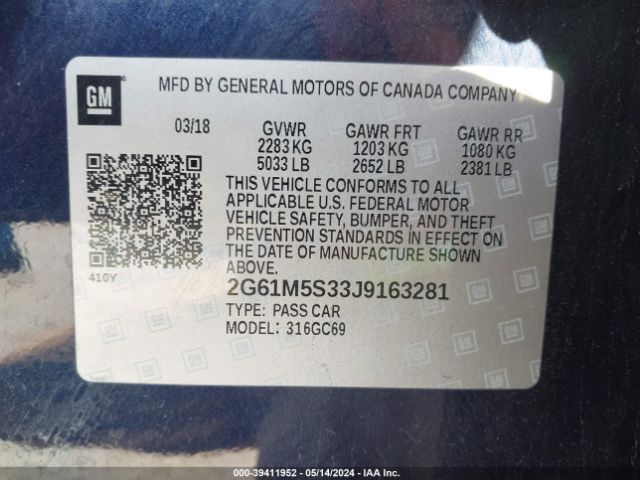 GM
MFD BY GENERAL MOTORS OF CANADA COMPANY
03/18 GVWR GAWR FRT GAWR RR
2283 KG 1203 KG 1080 KG
5033 LB 2652 LB 2381 LB
THIS VEHICLE CONFORMS TO ALL
APPLICABLE U.S. FEDERAL MOTOR
VEHICLE SAFETY, BUMPER, AND THEFT
PREVENTION STANDARDS IN EFFECT ON
THE DATE OF MANUFACTURE SHOWN
ABOVE.
410Y
2G61M5S33J9163281
TYPE: PASS CAR
MODEL: 316GC69
000-39411952 - 05/14/2024 - IAA Inc.